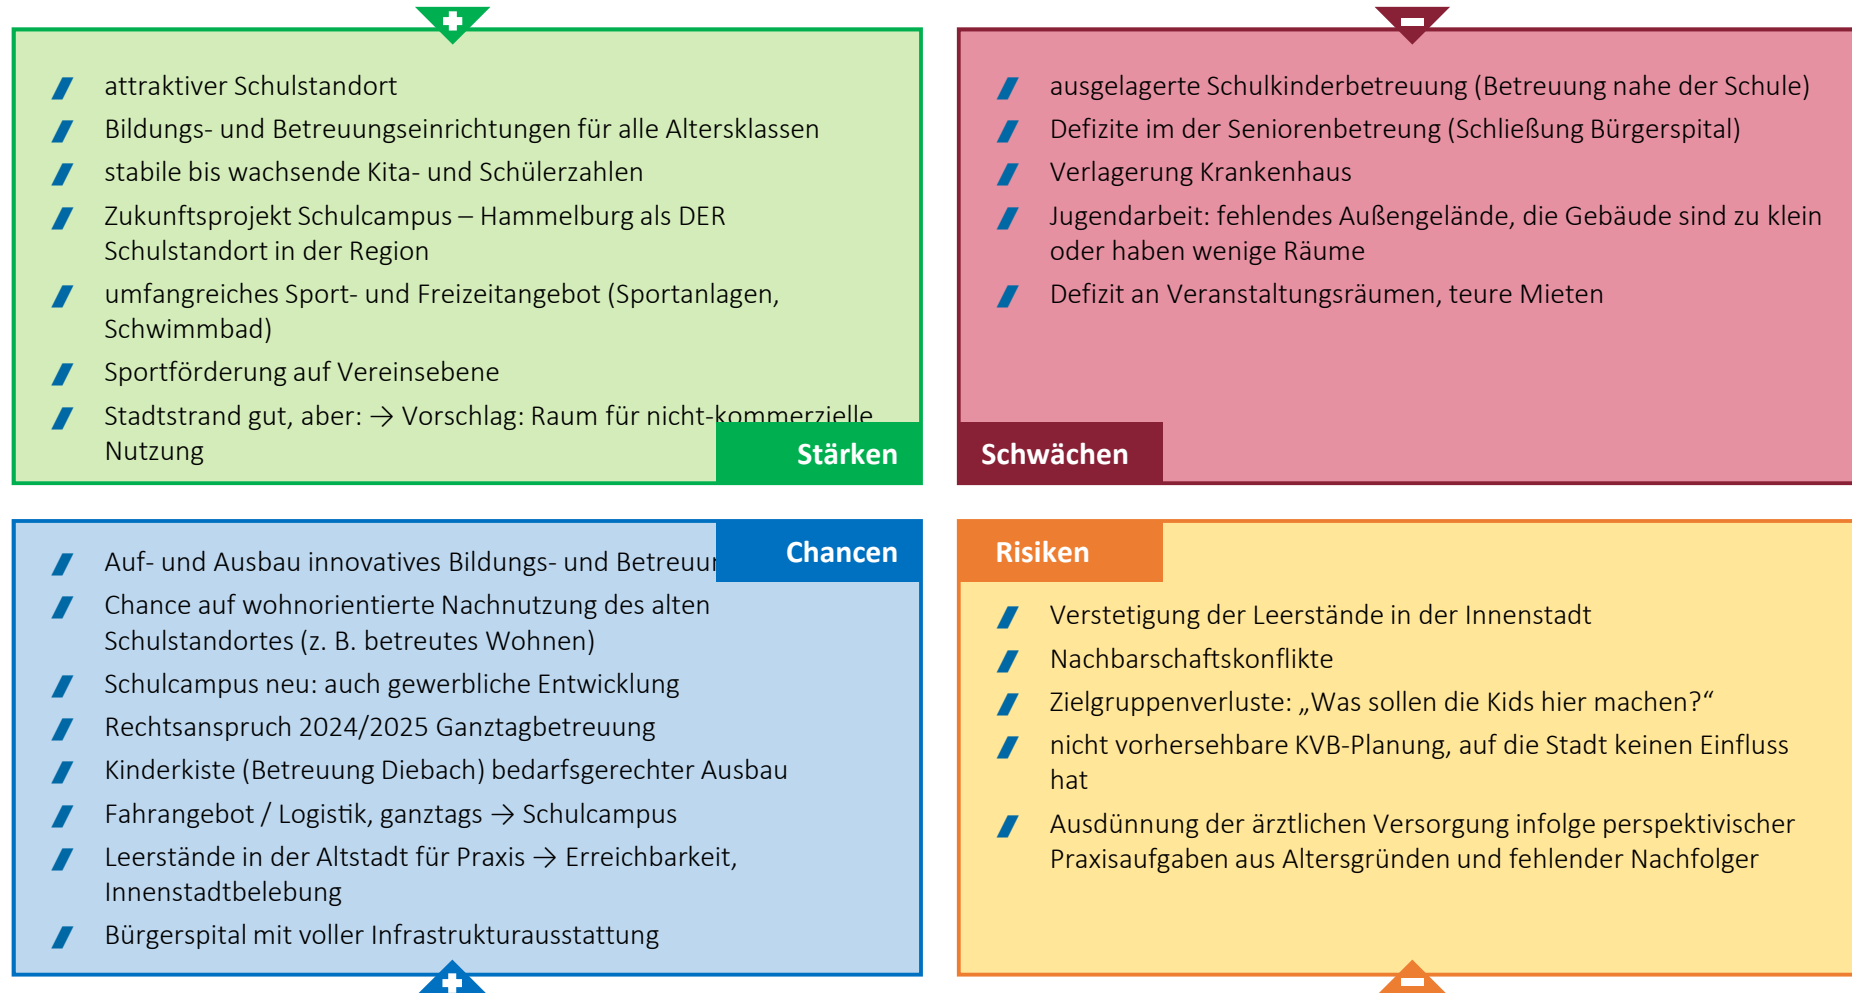 attraktiver Schulstandort
Bildungs- und Betreuungseinrichtungen für alle Altersklassen
stabile bis wachsende Kita- und Schülerzahlen
Zukunftsprojekt Schulcampus – Hammelburg als DER
Schulstandort in der Region
umfangreiches Sport- und Freizeitangebot (Sportanlagen,
Schwimmbad)
Sportförderung auf Vereinsebene
Stadtstrand gut, aber: → Vorschlag: Raum für nicht-kommerzielle
Nutzung
Stärken
ausgelagerte Schulkinderbetreuung (Betreuung nahe der Schule)
Defizite im der Seniorenbetreung (Schließung Bürgerspital)
Verlagerung Krankenhaus
Jugendarbeit: fehlendes Außengelände, die Gebäude sind zu klein
oder haben wenige Räume
Defizit an Veranstaltungsräumen, teure Mieten
Schwächen
Chancen
Auf- und Ausbau innovatives Bildungs- und
Chance auf wohnorientierte Nachnutzung des alten
Schulstandortes (z. B. betreutes Wohnen)
Schulcampus neu: auch gewerbliche Entwicklung
Rechtsanspruch 2024/2025 Ganztagbetreuung
Kinderkiste (Betreuung Diebach) bedarfsgerechter Ausbau
Fahrangebot / Logistik, ganztags → Schulcampus
Leerstände in der Altstadt für Praxis → Erreichbarkeit,
Innenstadtbelebung
Bürgerspital mit voller Infrastrukturausstattung
Risiken
Verstetigung der Leerstände in der Innenstadt
Nachbarschaftskonflikte
Zielgruppenverluste: „Was sollen die Kids hier machen?“
nicht vorhersehbare KVB-Planung, auf die Stadt keinen Einfluss
hat
Ausdünnung der ärztlichen Versorgung infolge perspektivischer
Praxisaufgaben aus Altersgründen und fehlender Nachfolger